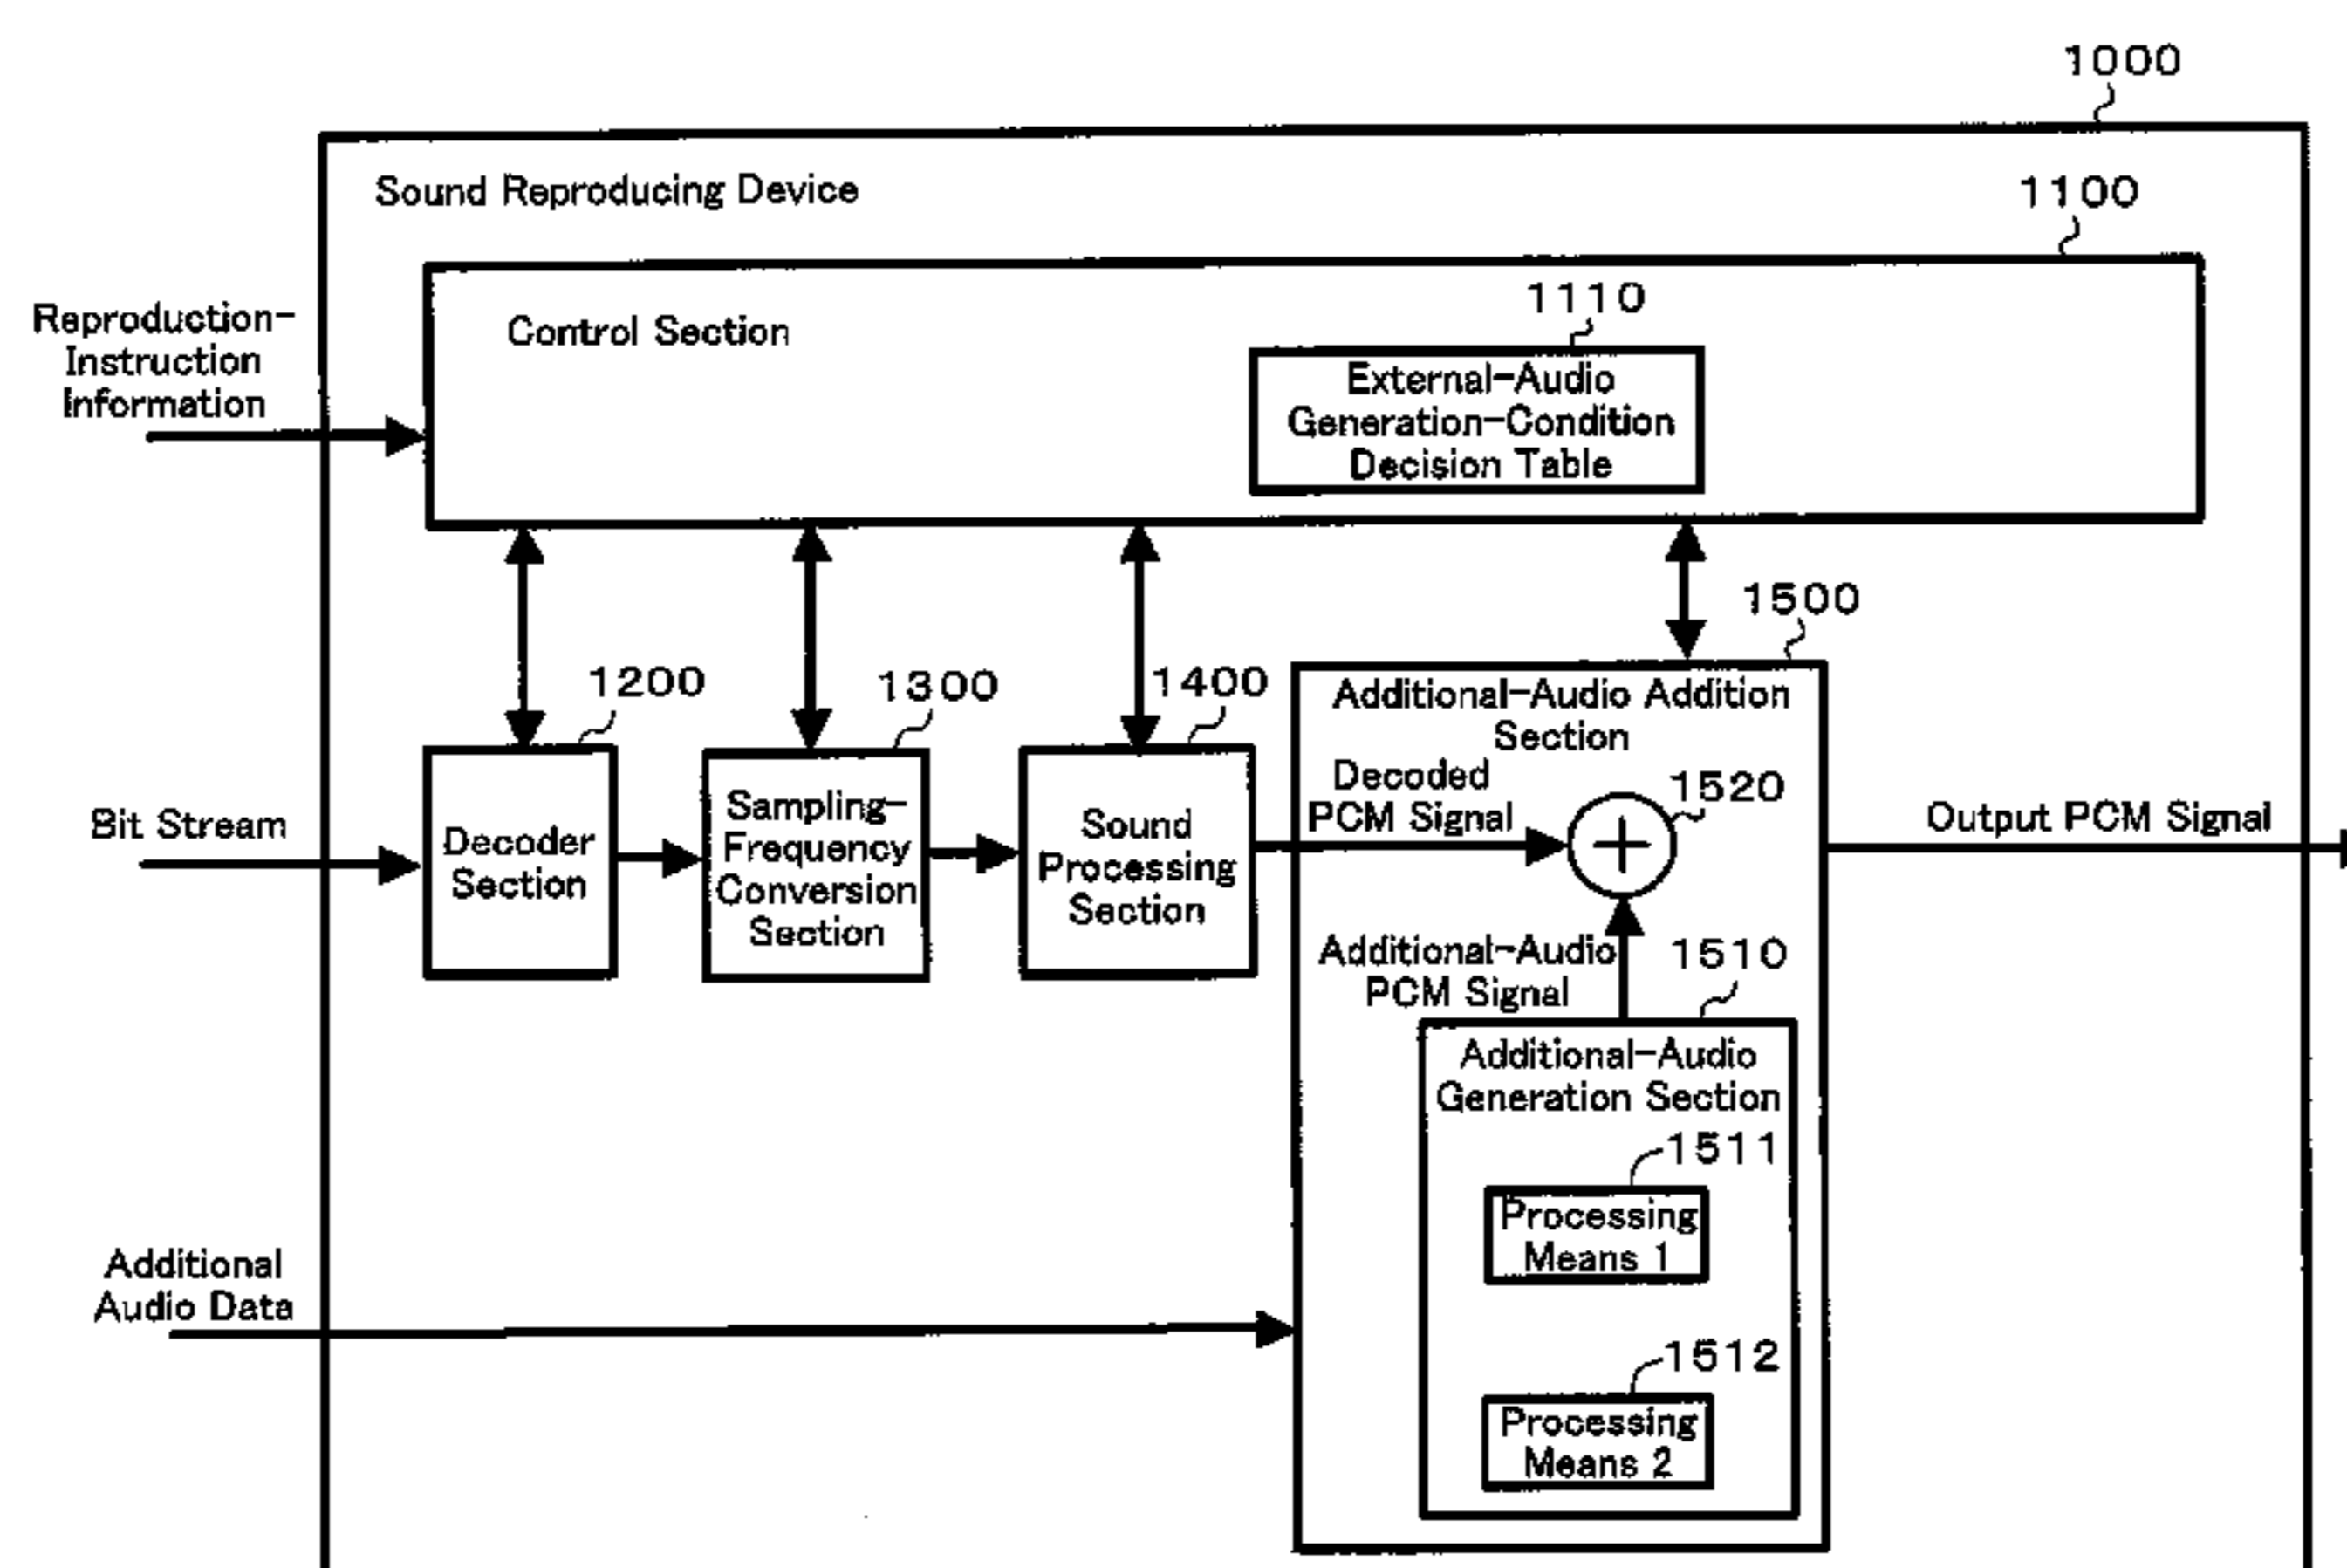 1000
Sound Reproducing Device
1100
Reproduction-
Instruction
Information
Control Section
1110
External-Audio
Generation-Condition
Decision Table
1200
1300
1400
1500
Bit Stream
Decoder
Section
Sampling-
Frequency
Conversion
Section
Sound
Processing
Section
Additional-Audio Addition
Section
Decoded
PCM Signal
1520
+
Output PCM Signal
Additional-Audio
PCM Signal
1510
Additional-Audio
Generation Section
1511
Processing
Means 1
Additional
Audio Data
1512
Processing
Means 2